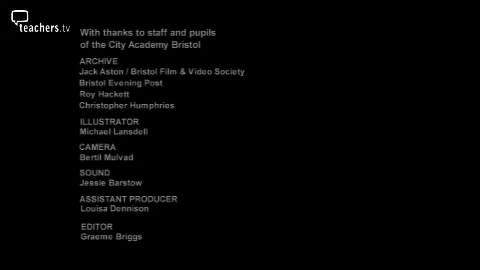 teachers.tv
With thanks to staff and pupils
of the City Academy Bristol
ARCHIVE
Jack Aston / Bristol Film & Video Society
Bristol Evening Post
Roy Hackett
Christopher Humphries
ILLUSTRATOR
Michael Lansdell
CAMERA
Bertil Mulvad
SOUND
Jessie Barstow
ASSISTANT PRODUCER
Louisa Dennison
EDITOR
Graeme Briggs